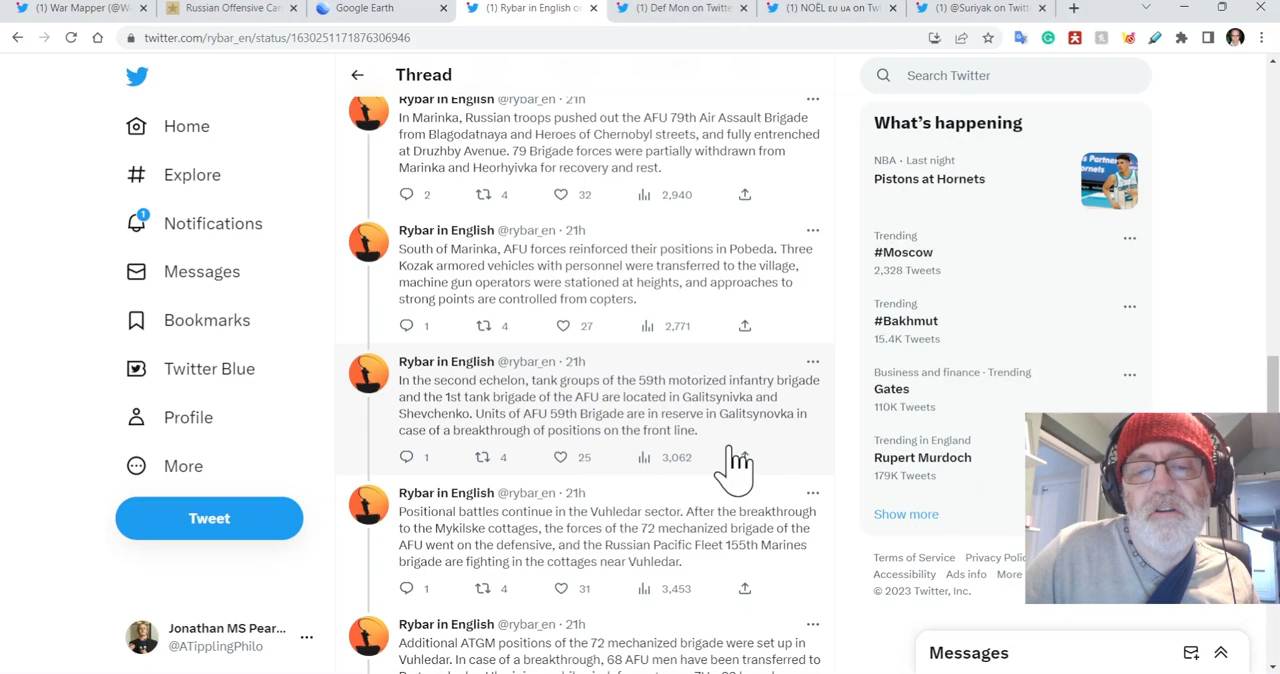 War Mapper (@W
Russian Offensive Ca
Google Earth
Rybar in English o
Def Mon on Twitter
NOËL EU UA on Twi
@Suriyak on Twitt
twitter.com/rybar_en/status/1630251171876306946
Home
Explore
1
Notifications
Messages
Bookmarks
Twitter Blue
Profile
More
Tweet
Jonathan MS Pear...
@ATipplingPhilo
Thread
Rybar in English @rybar_en · 21h
In Marinka, Russian troops pushed out the AFU 79th Air Assault Brigade
from Blagodatnaya and Heroes of Chernobyl streets, and fully entrenched
at Druzhby Avenue. 79 Brigade forces were partially withdrawn from
Marinka and Heorhyivka for recovery and rest.
2 4 32 2,940
Rybar in English @rybar_en · 21h
South of Marinka, AFU forces reinforced their positions in Pobeda. Three
Kozak armored vehicles with personnel were transferred to the village,
machine gun operators were stationed at heights, and approaches to
strong points are controlled from copters.
1 4 27 2,771
Rybar in English @rybar_en · 21h
In the second echelon, tank groups of the 59th motorized infantry brigade
and the 1st tank brigade of the AFU are located in Galitsynivka and
Shevchenko. Units of AFU 59th Brigade are in reserve in Galitsynovka in
case of a breakthrough of positions on the front line.
1 4 25 3,062
Rybar in English @rybar_en · 21h
Positional battles continue in the Vuhledar sector. After the breakthrough
to the Mykilske cottages, the forces of the 72 mechanized brigade of the
AFU went on the defensive, and the Russian Pacific Fleet 155th Marines
brigade are fighting in the cottages near Vuhledar.
1 4 31 3,453
Rybar in English @rybar_en · 21h
Additional ATGM positions of the 72 mechanized brigade were set up in
Vuhledar. In case of a breakthrough, 68 AFU men have been transferred to
Search Twitter
What's happening
NBA · Last night
Pistons at Hornets
Trending
#Moscow
2,328 Tweets
Trending
#Bakhmut
15.4K Tweets
Business and finance · Trending
Gates
110K Tweets
Trending in England
Rupert Murdoch
179K Tweets
Show more
Terms of Service Privacy Polic
Accessibility Ads info More
© 2023 Twitter, Inc.
Messages